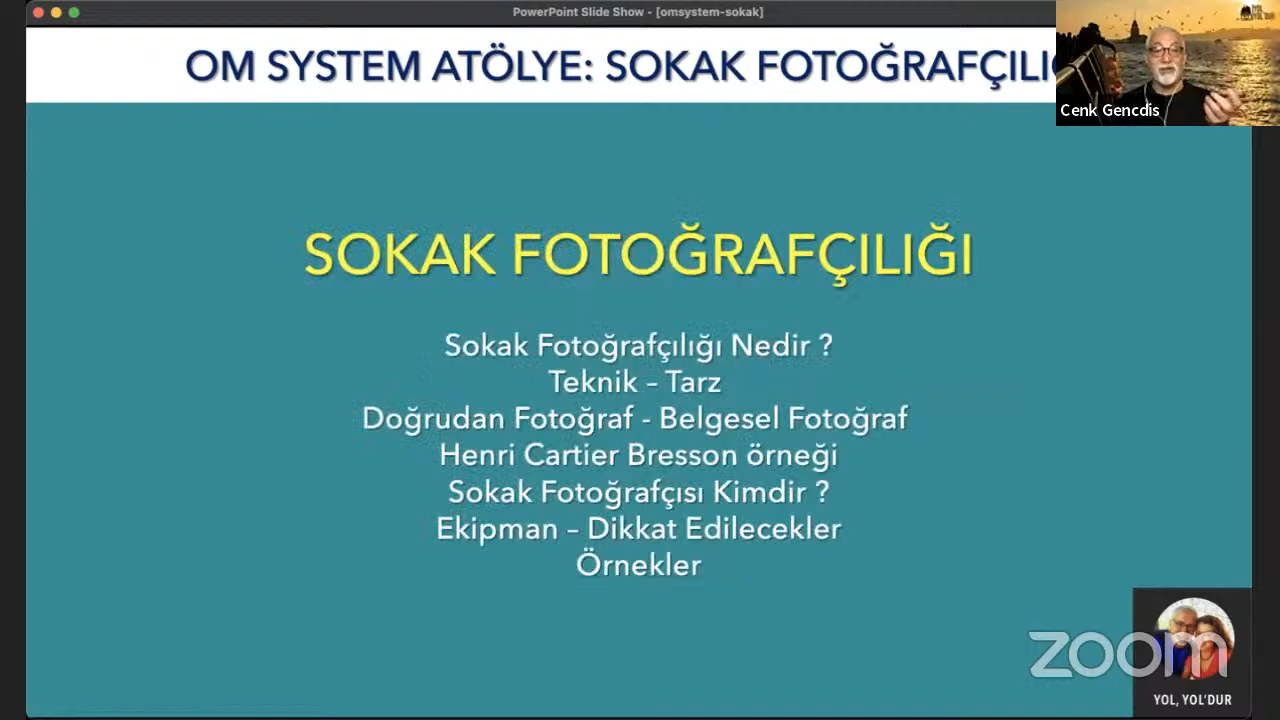 PowerPoint Slide Show - [omsystem-sokak]
OM SYSTEM ATÖLYE: SOKAK
Cenk Gencdis
SOKAK FOTOĞRAFÇILIĞI
Sokak Fotoğrafçılığı Nedir ?
Teknik – Tarz
Doğrudan Fotoğraf - Belgesel Fotoğraf
Henri Cartier Bresson örneği
Sokak Fotoğrafçısı Kimdir ?
Ekipman – Dikkat Edilecekler
Örnekler
zoom
YOL, YOL'DUR